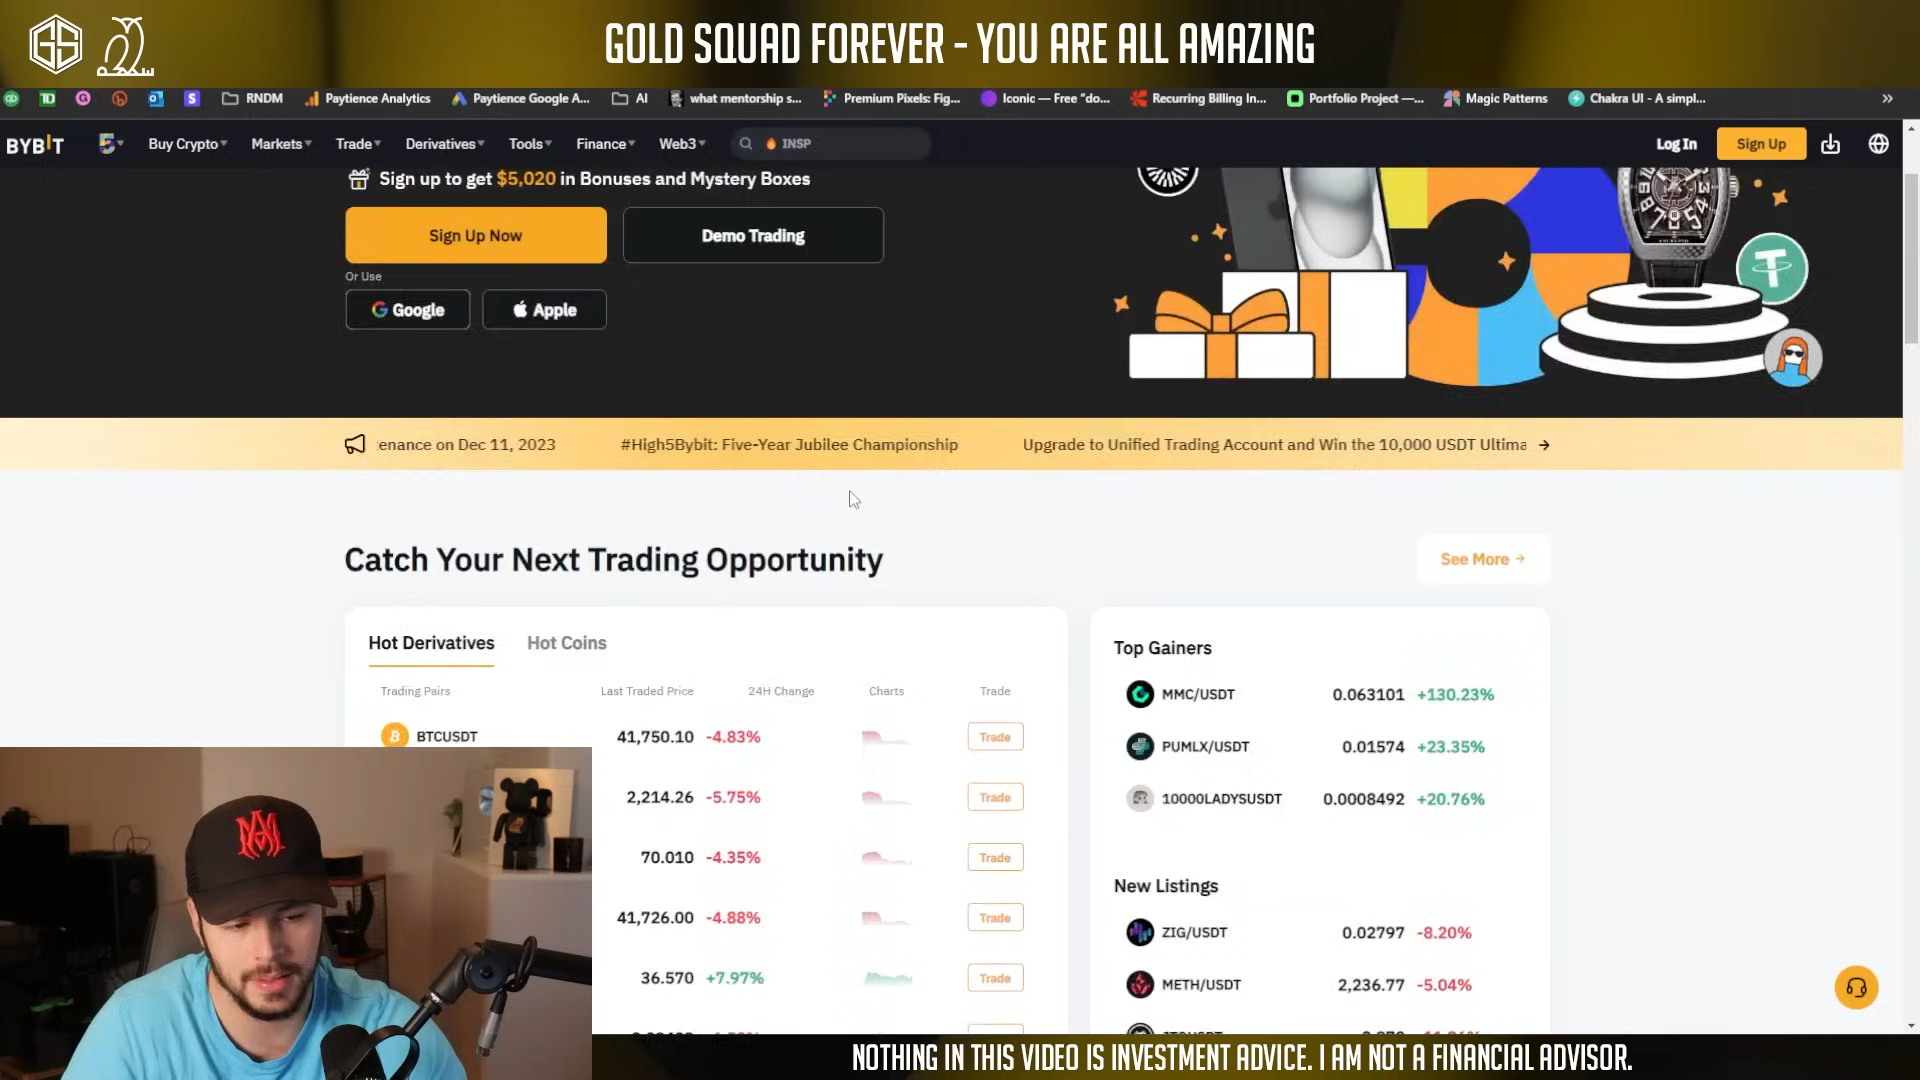 GOLD SQUAD FOREVER - YOU ARE ALL AMAZING
RNDM Paytience Analytics Paytience Google A... AI what mentorship s... Premium Pixels: Fig... Iconic — Free "do... Recurring Billing In... Portfolio Project —... Magic Patterns Chakra UI - A simpl...
BYBIT Buy Crypto Markets Trade Derivatives Tools Finance Web3 INSP Log In Sign Up
Sign up to get $5,020 in Bonuses and Mystery Boxes
Sign Up Now Demo Trading
Or Use
Google Apple
enance on Dec 11, 2023 #High5Bybit: Five-Year Jubilee Championship Upgrade to Unified Trading Account and Win the 10,000 USDT Ultima
Catch Your Next Trading Opportunity
See More
Hot Derivatives Hot Coins
Trading Pairs Last Traded Price 24H Change Charts Trade
BTCUSDT 41,750.10 -4.83% Trade
2,214.26 -5.75% Trade
70.010 -4.35% Trade
41,726.00 -4.88% Trade
36.570 +7.97% Trade
Top Gainers
MMC/USDT 0.063101 +130.23%
PUMLX/USDT 0.01574 +23.35%
10000LADYSUSDT 0.0008492 +20.76%
New Listings
ZIG/USDT 0.02797 -8.20%
METH/USDT 2,236.77 -5.04%
NOTHING IN THIS VIDEO IS INVESTMENT ADVICE. I AM NOT A FINANCIAL ADVISOR.